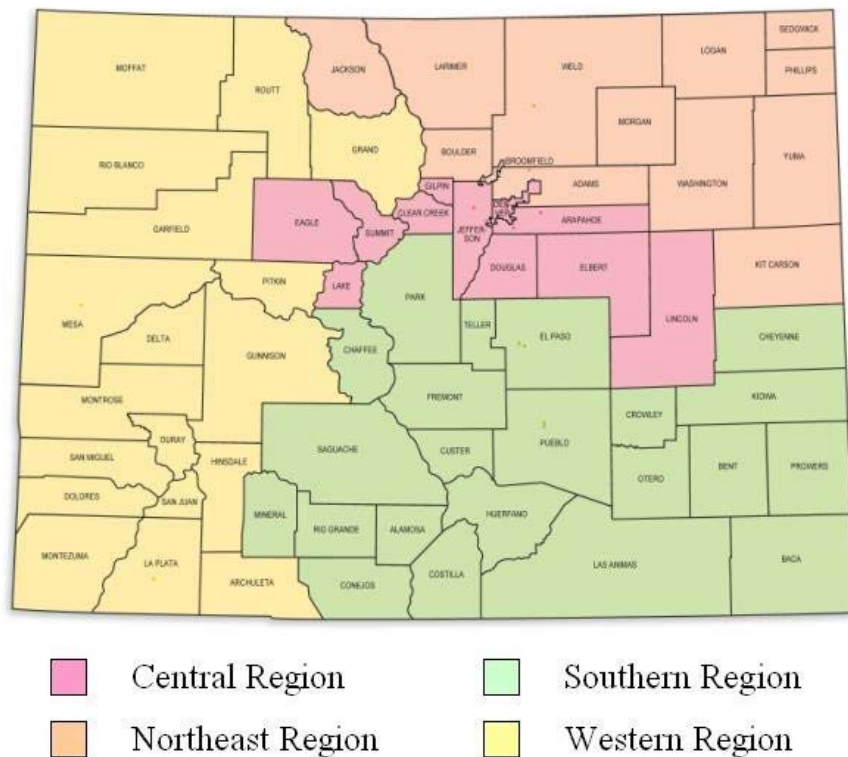 SEDGWICK
LOGAN
MOFFAT
JACKSON
LARIMER
WELD
PHILLIPS
ROUTT
MORGAN
GRAND
BOULDER
RIO BLANCO
BROOMFIELD
YUMA
GILPIN
ADAMS
WASHINGTON
DEN
VER
CLEAR CREEK
ARAPAHOE
EAGLE
GARFIELD
SUMMIT
JEFFER-
SON
DOUGLAS
ELBERT
KIT CARSON
PITKIN
LAKE
PARK
LINCOLN
MESA
TELLER
EL PASO
DELTA
CHEYENNE
CHAFFEE
GUNNISON
MONTROSE
FREMONT
KIOWA
CROWLEY
OURAY
PUEBLO
SAGUACHE
CUSTER
SAN MIGUEL
HINSDALE
BENT
PROWERS
OTERO
DOLORES
SAN JUAN
MINERAL
HUERFANO
RIO GRANDE
ALAMOSA
MONTEZUMA
LA PLATA
LAS ANIMAS
BACA
COSTILLA
ARCHULETA
CONEJOS
Central Region
Southern Region
Northeast Region
Western Region